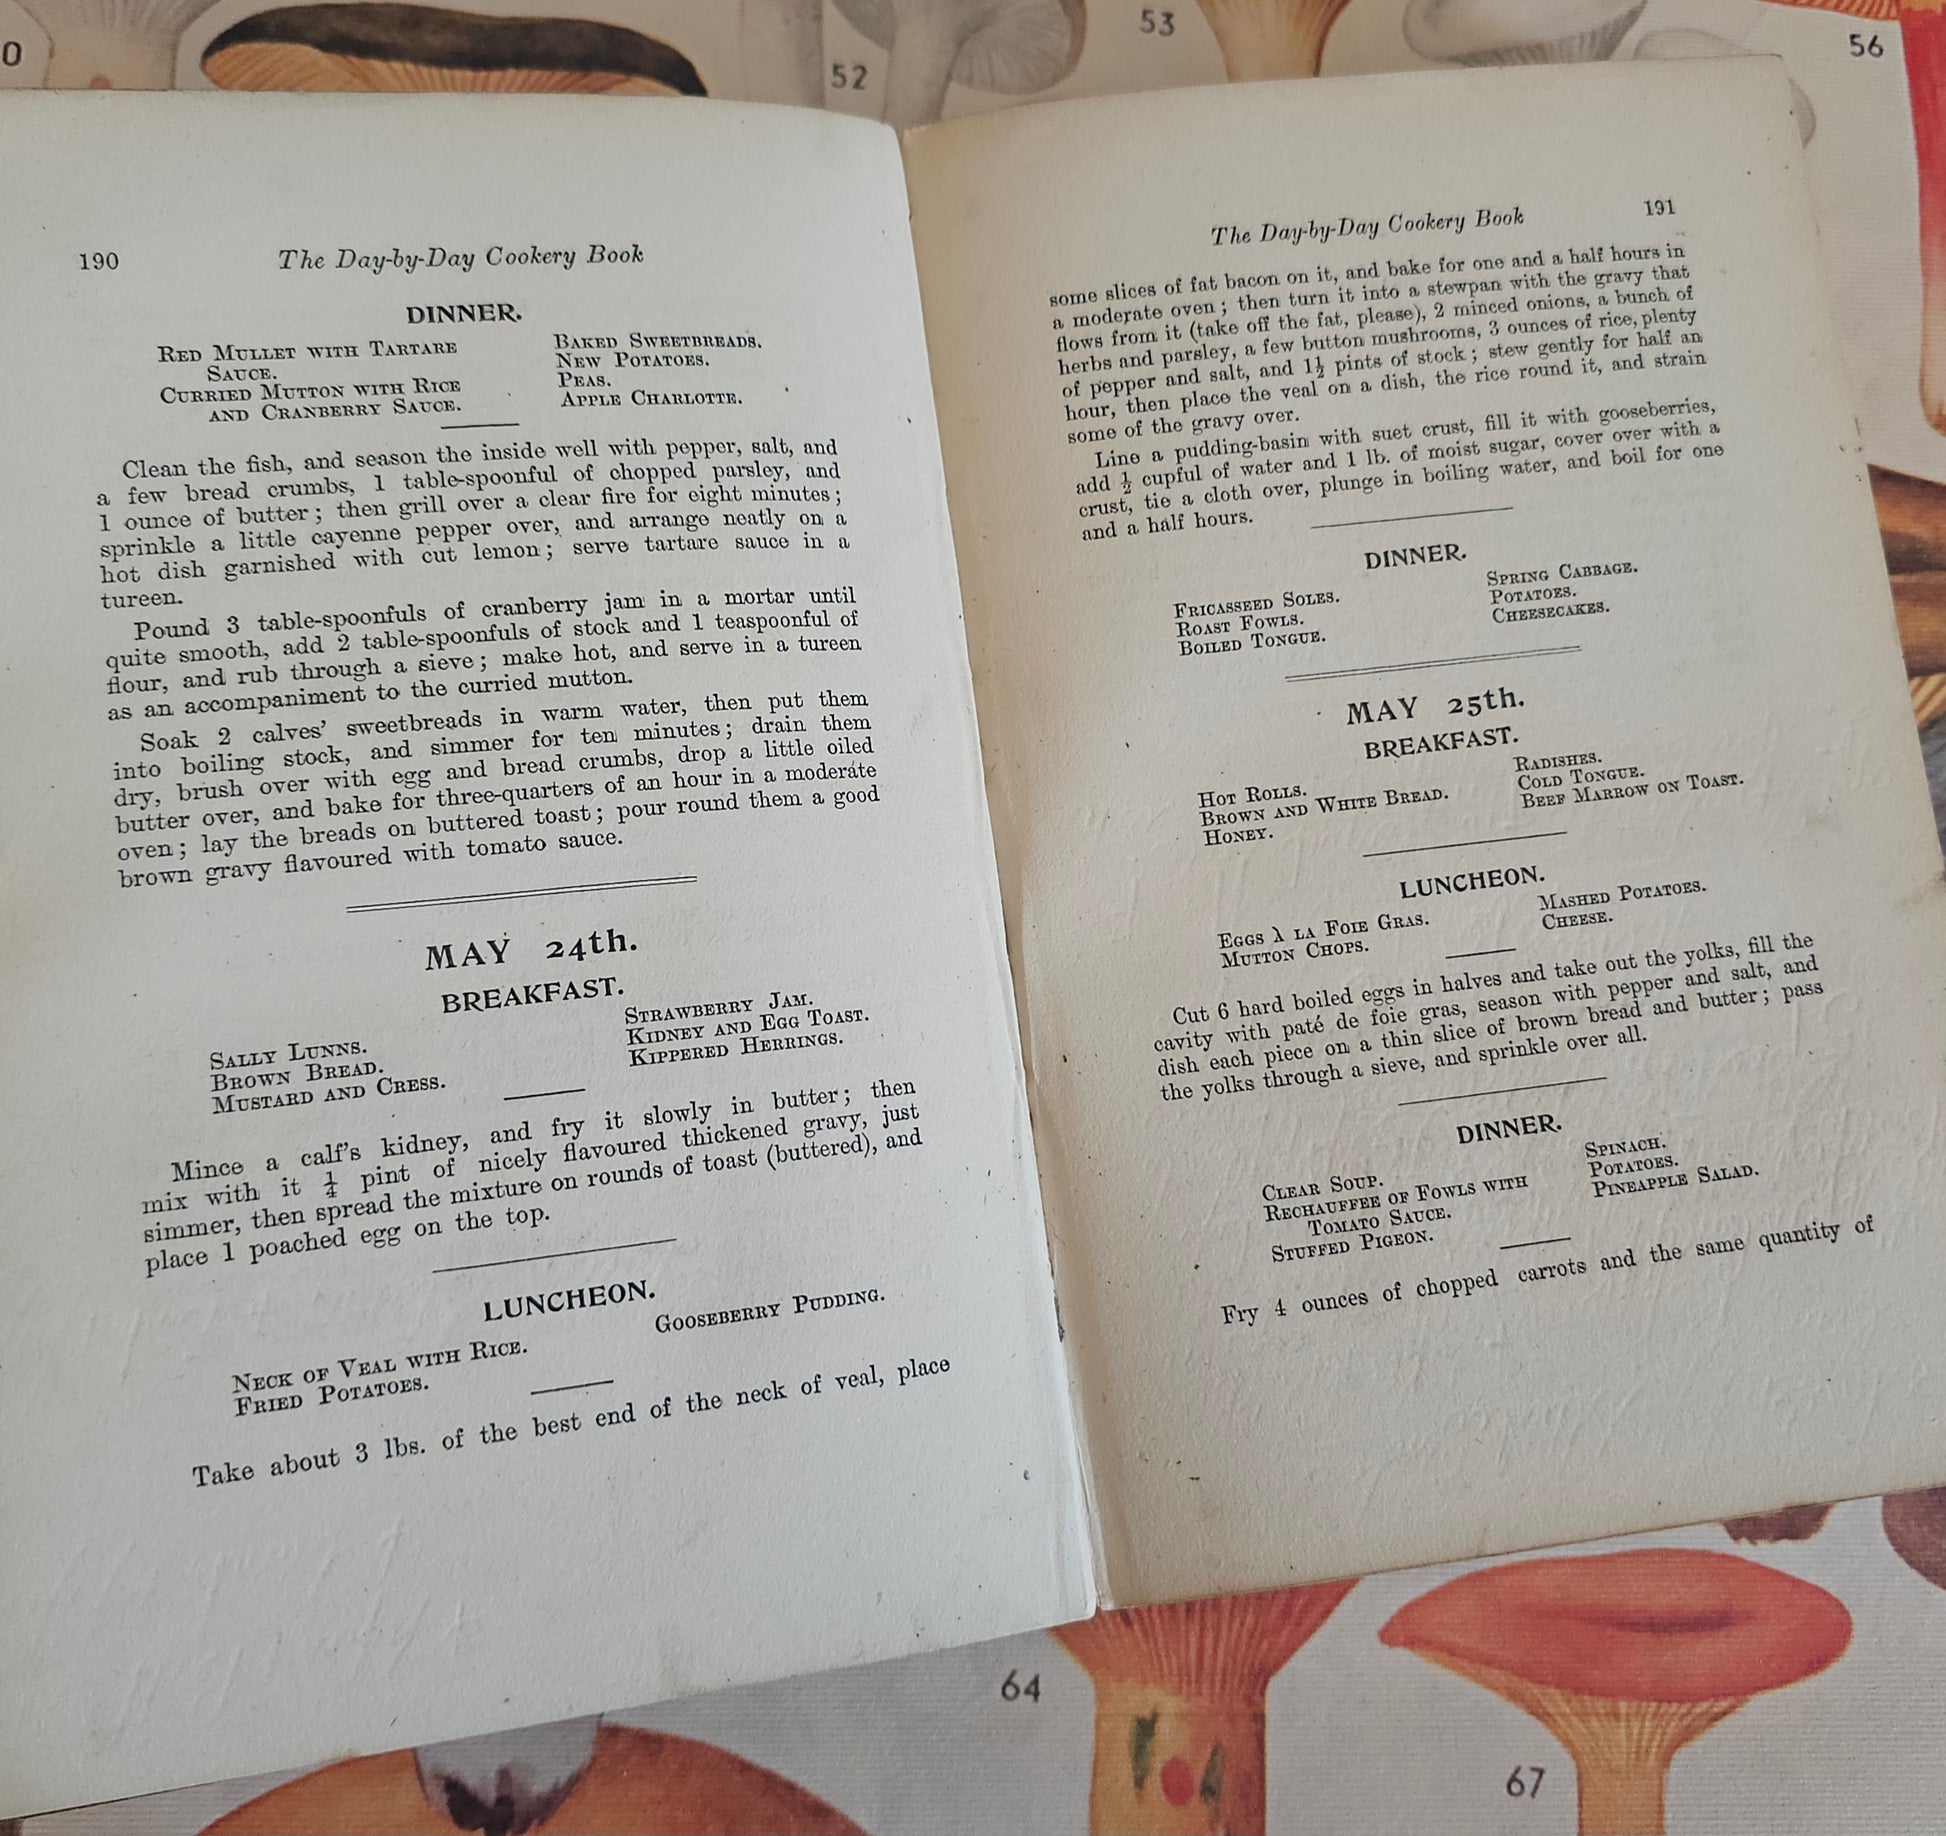 0
52
53
56
190 The Day-by-Day Cookery Book
DINNER.
RED MULLET WITH TARTARE
SAUCE.
CURRIED MUTTON WITH RICE
AND CRANBERRY SAUCE.
BAKED SWEETBREADS.
NEW POTATOES.
PEAS.
APPLE CHARLOTTE.
Clean the fish, and season the inside well with pepper, salt, and
a few bread crumbs, 1 table-spoonful of chopped parsley, and
1 ounce of butter; then grill over a clear fire for eight minutes;
sprinkle a little cayenne pepper over, and arrange neatly on a
hot dish garnished with cut lemon; serve tartare sauce in a
tureen.
Pound 3 table-spoonfuls of cranberry jam in a mortar until
quite smooth, add 2 table-spoonfuls of stock and 1 teaspoonful of
flour, and rub through a sieve; make hot, and serve in a tureen
as an accompaniment to the curried mutton.
Soak 2 calves' sweetbreads in warm water, then put them
into boiling stock, and simmer for ten minutes; drain them
dry, brush over with egg and bread crumbs, drop a little oiled
butter over, and bake for three-quarters of an hour in a moderate
oven; lay the breads on buttered toast; pour round them a good
brown gravy flavoured with tomato sauce.
MAY 24th.
BREAKFAST.
SALLY LUNNS.
BROWN BREAD.
MUSTARD AND CRESS.
STRAWBERRY JAM.
KIDNEY AND EGG TOAST.
KIPPERED HERRINGS.
Mince a calf's kidney, and fry it slowly in butter; then
mix with it ¼ pint of nicely flavoured thickened gravy, just
simmer, then spread the mixture on rounds of toast (buttered), and
place 1 poached egg on the top.
LUNCHEON.
NECK OF VEAL WITH RICE.
FRIED POTATOES.
GOOSEBERRY PUDDING.
Take about 3 lbs. of the best end of the neck of veal, place
The Day-by-Day Cookery Book 191
some slices of fat bacon on it, and bake for one and a half hours in
a moderate oven; then turn it into a stewpan with the gravy that
flows from it (take off the fat, please), 2 minced onions, a bunch of
herbs and parsley, a few button mushrooms, 3 ounces of rice, plenty
of pepper and salt, and 1½ pints of stock; stew gently for half an
hour, then place the veal on a dish, the rice round it, and strain
some of the gravy over.
Line a pudding-basin with suet crust, fill it with gooseberries,
add ½ cupful of water and 1 lb. of moist sugar, cover over with a
crust, tie a cloth over, plunge in boiling water, and boil for one
and a half hours.
DINNER.
FRICASSEED SOLES.
ROAST FOWLS.
BOILED TONGUE.
SPRING CABBAGE.
POTATOES.
CHEESECAKES.
MAY 25th.
BREAKFAST.
HOT ROLLS.
BROWN AND WHITE BREAD.
HONEY.
RADISHES.
COLD TONGUE.
BEEF MARROW ON TOAST.
LUNCHEON.
EGGS À LA FOIE GRAS.
MUTTON CHOPS.
MASHED POTATOES.
CHEESE.
Cut 6 hard boiled eggs in halves and take out the yolks, fill the
cavity with paté de foie gras, season with pepper and salt, and
dish each piece on a thin slice of brown bread and butter; pass
the yolks through a sieve, and sprinkle over all.
DINNER.
CLEAR SOUP.
RECHAUFFEE OF FOWLS WITH
TOMATO SAUCE.
STUFFED PIGEON.
SPINACH.
POTATOES.
PINEAPPLE SALAD.
Fry 4 ounces of chopped carrots and the same quantity of
64
67